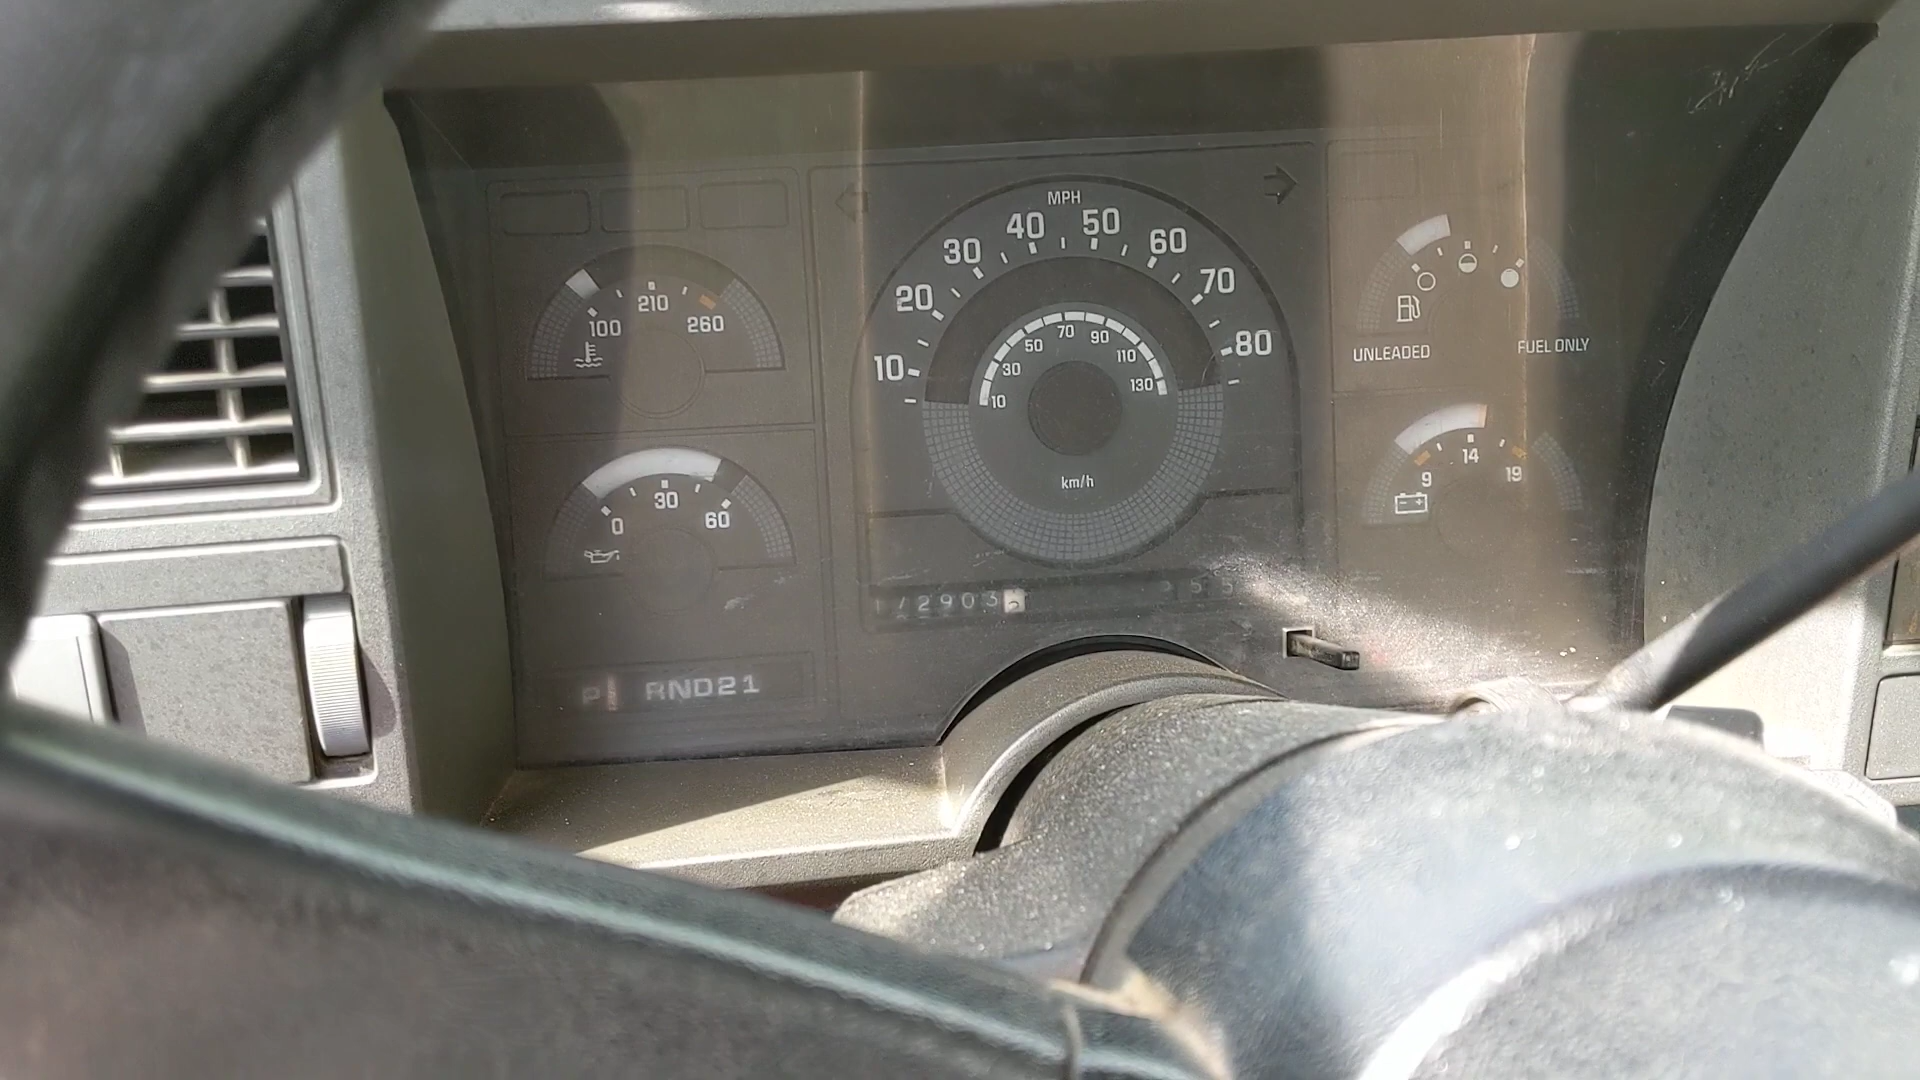 MPH
10 20 30 40 50 60 70 80
10 30 50 70 90 110 130
km/h
100 210 260
0 30 60
UNLEADED FUEL ONLY
9 14 19
- +
P RND21